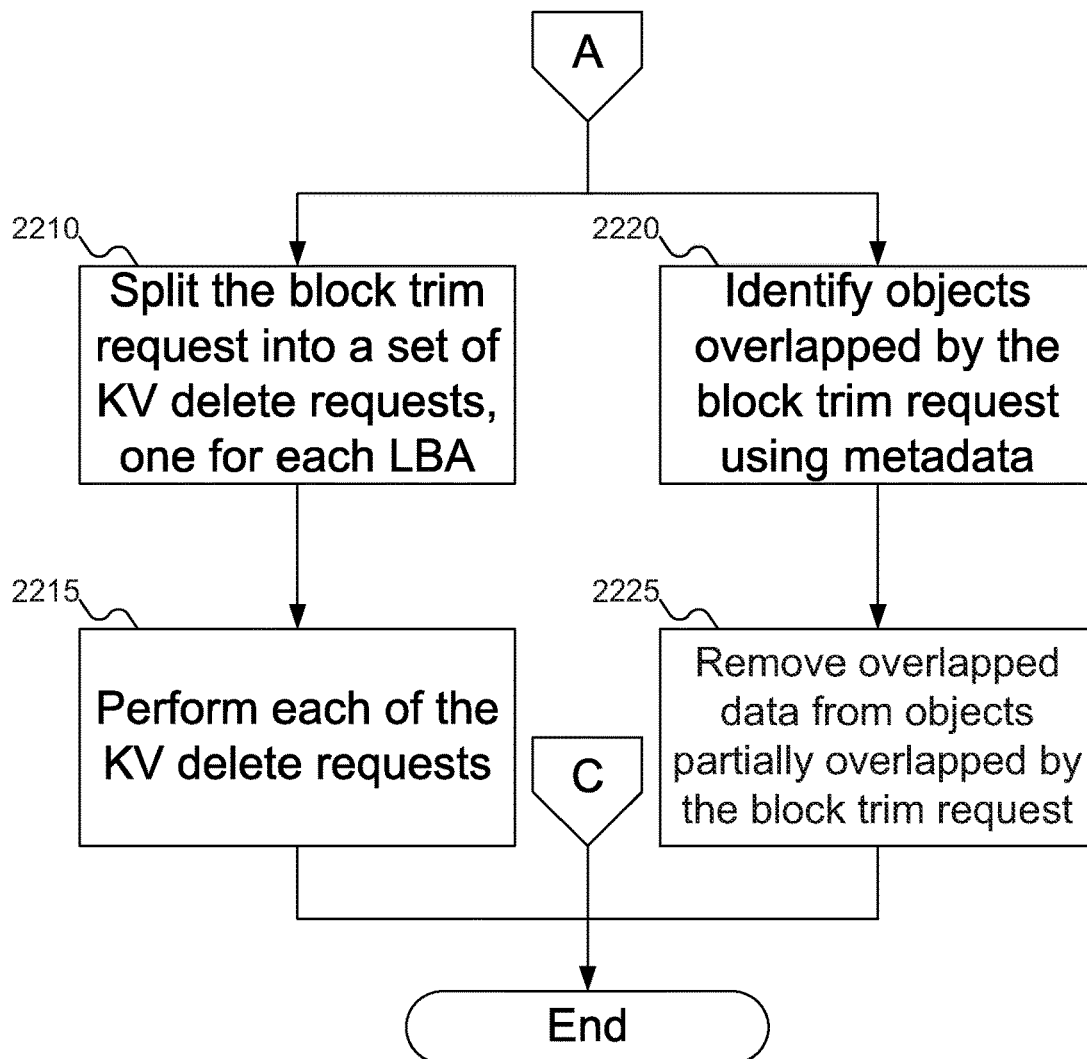 A
2210
Split the block trim
request into a set of
KV delete requests,
one for each LBA
2220
Identify objects
overlapped by the
block trim request
using metadata
2215
Perform each of the
KV delete requests
C
2225
Remove overlapped
data from objects
partially overlapped by
the block trim request
End